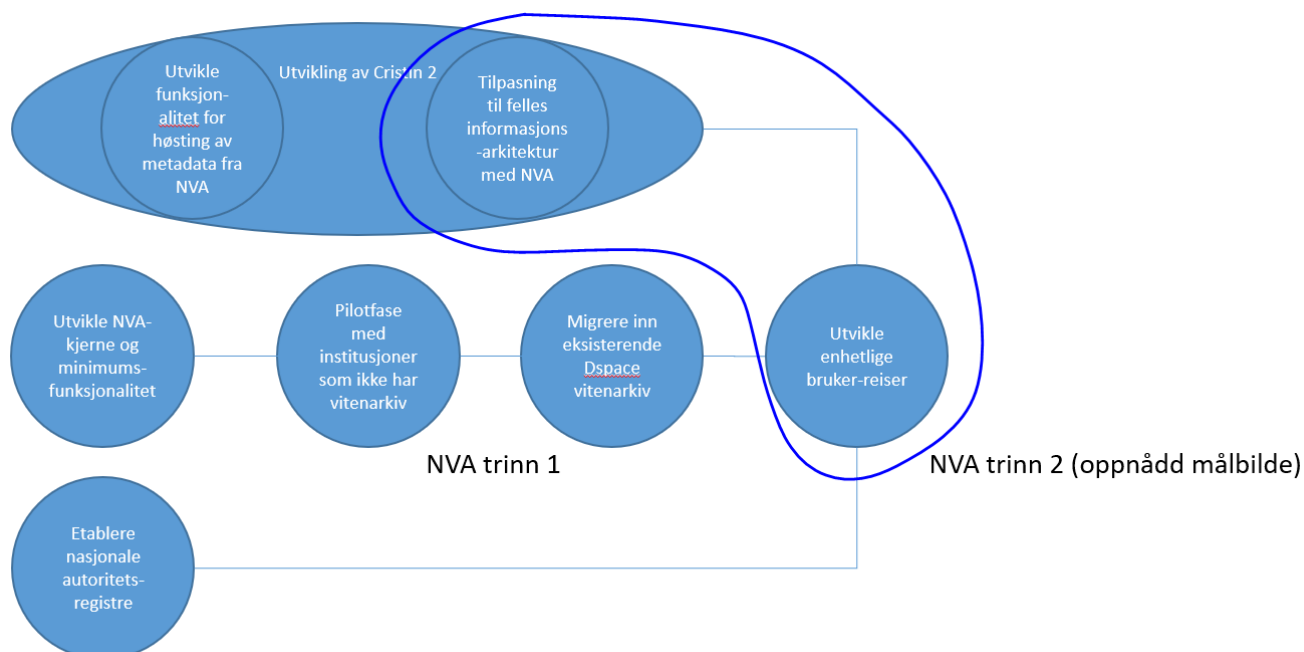 Utvikle
funksjon-
alitet for
høsting av
metadata fra
NVA
Utvikling av Cristin 2
Tilpasning
til felles
informasjons
-arkitektur
med NVA
Utvikle NVA-
kjerne og
minimums-
funksjonalitet
Pilotfase
med
institusjoner
som ikke har
vitenarkiv
Migrere inn
eksisterende
Dspace
vitenarkiv
Utvikle
enhetlige
bruker-reiser
NVA trinn 1
NVA trinn 2 (oppnådd målbilde)
Etablere
nasjonale
autoritets-
registre